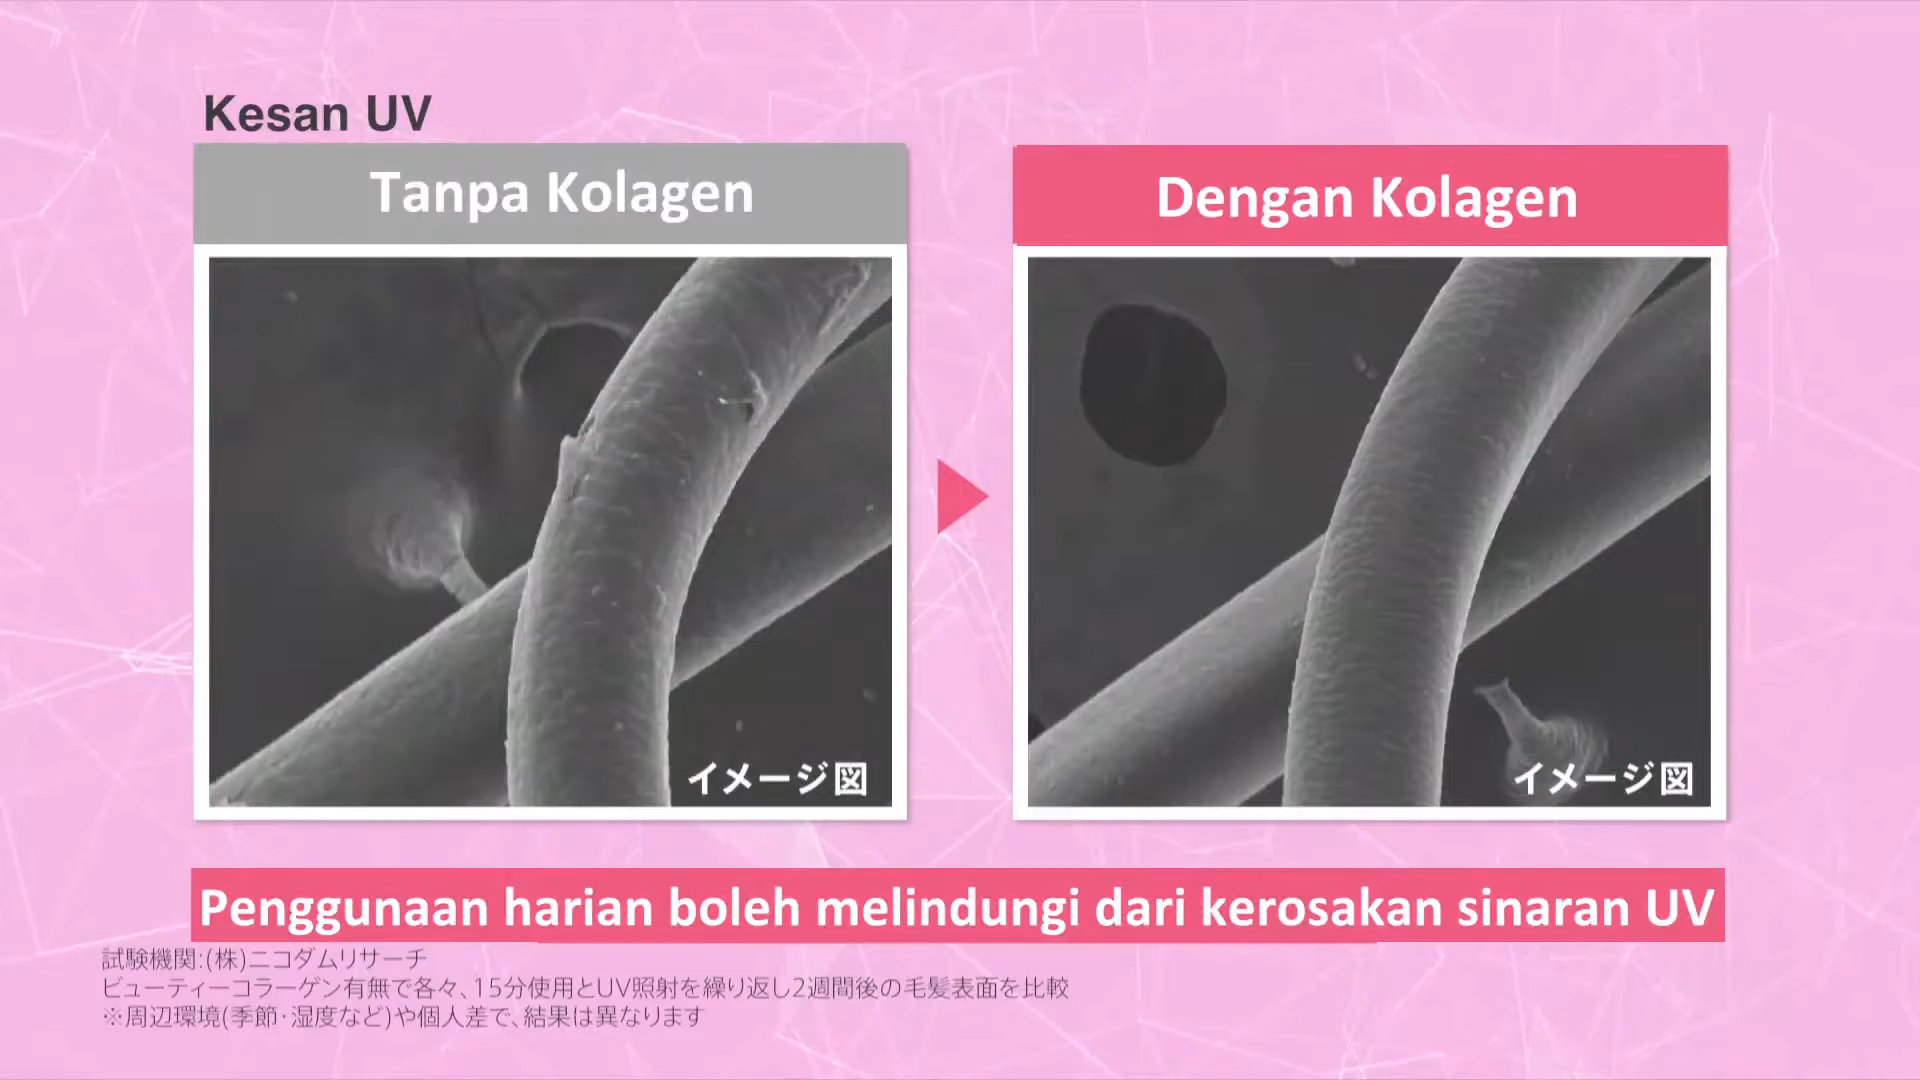 Kesan UV
Tanpa Kolagen
Dengan Kolagen
イメージ図
イメージ図
Penggunaan harian boleh melindungi dari kerosakan sinaran UV
試験機関:(株)ニコダムリサーチ
ビューティーコラーゲン有無で各々、15分使用とUV照射を繰り返し2週間後の毛髪表面を比較
※周辺環境(季節・湿度など)や個人差で、結果は異なります